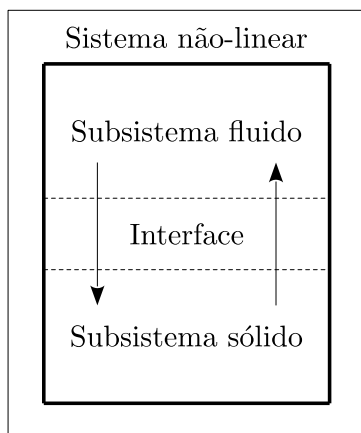 Sistema não-linear
Subsistema fluido
Interface
Subsistema sólido